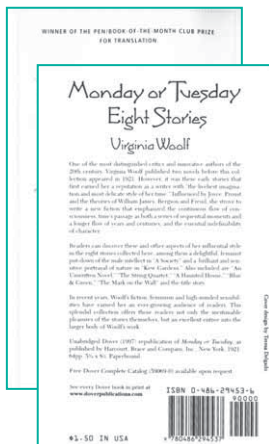 WINNER OF THE PEN/BOOK-OF-THE-MONTH CLUB PRIZE
FOR TRANSLATION
Monday or Tuesday
Eight Stories
Virginia Woolf
One of the most distinguished critics and innovative authors of the
20th century, Virginia Woolf published two novels before this col-
lection appeared in 1921. However, it was these early stories that
first earned her a reputation as a writer with "the liveliest imagina-
tion and most delicate style of her time." Influenced by Joyce, Proust
and the theories of William James, Bergson and Freud, she strove to
write a new fiction that emphasized the continuous flow of con-
sciousness, time's passage as both a series of sequential moments and
a longer flow of years and centuries, and the essential indefinability
of character.
Readers can discover these and other aspects of her influential style
in the eight stories collected here, among them a delightful, feminist
put-down of the male intellect in "A Society" and a brilliant and sen-
sitive portrayal of nature in "Kew Gardens." Also included are "An
Unwritten Novel," "The String Quartet," "A Haunted House," "Blue
& Green," "The Mark on the Wall" and the title story.
In recent years, Woolf's fiction, feminism and high-minded sensibili-
ties have earned her an ever-growing audience of readers. This
splendid collection offers those readers not only the inestimable
pleasures of the stories themselves, but an excellent entrée into the
larger body of Woolf's work.
Unabridged Dover (1997) republication of Monday or Tuesday, as
published by Harcourt, Brace and Company, Inc., New York, 1921.
64pp. 5³⁄₁₆ x 8¼. Paperbound.
Free Dover Complete Catalog (59069-0) available upon request.
See every Dover book in print at
www.doverpublications.com
Cover design by Teresa Delgado
ISBN 0-486-29453-6
90000
9 780486 294537
$1.50 IN USA